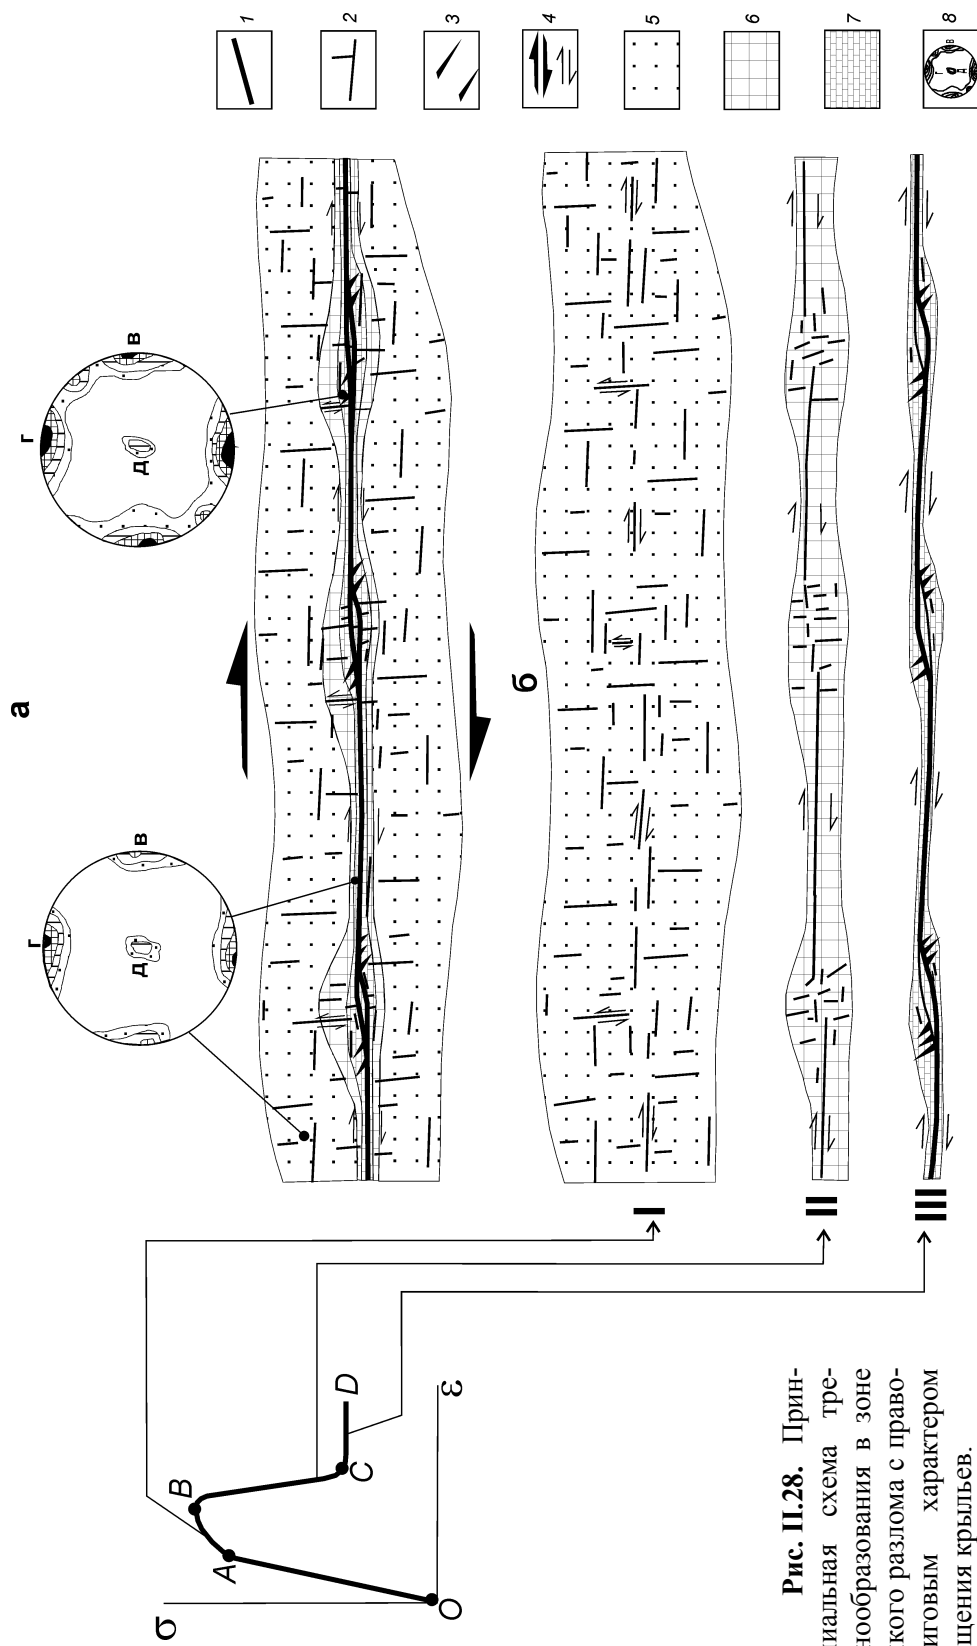 а
г
д
в
г
д
в
σ
B
A
C
D
O
ε
б
I
II
III
1
2
3
4
5
6
7
8
Г
В
Рис. II.28. Прин-
иальная схема тре-
нообразования в зоне
кого разлома с право-
иговым характером
щения крыльев.